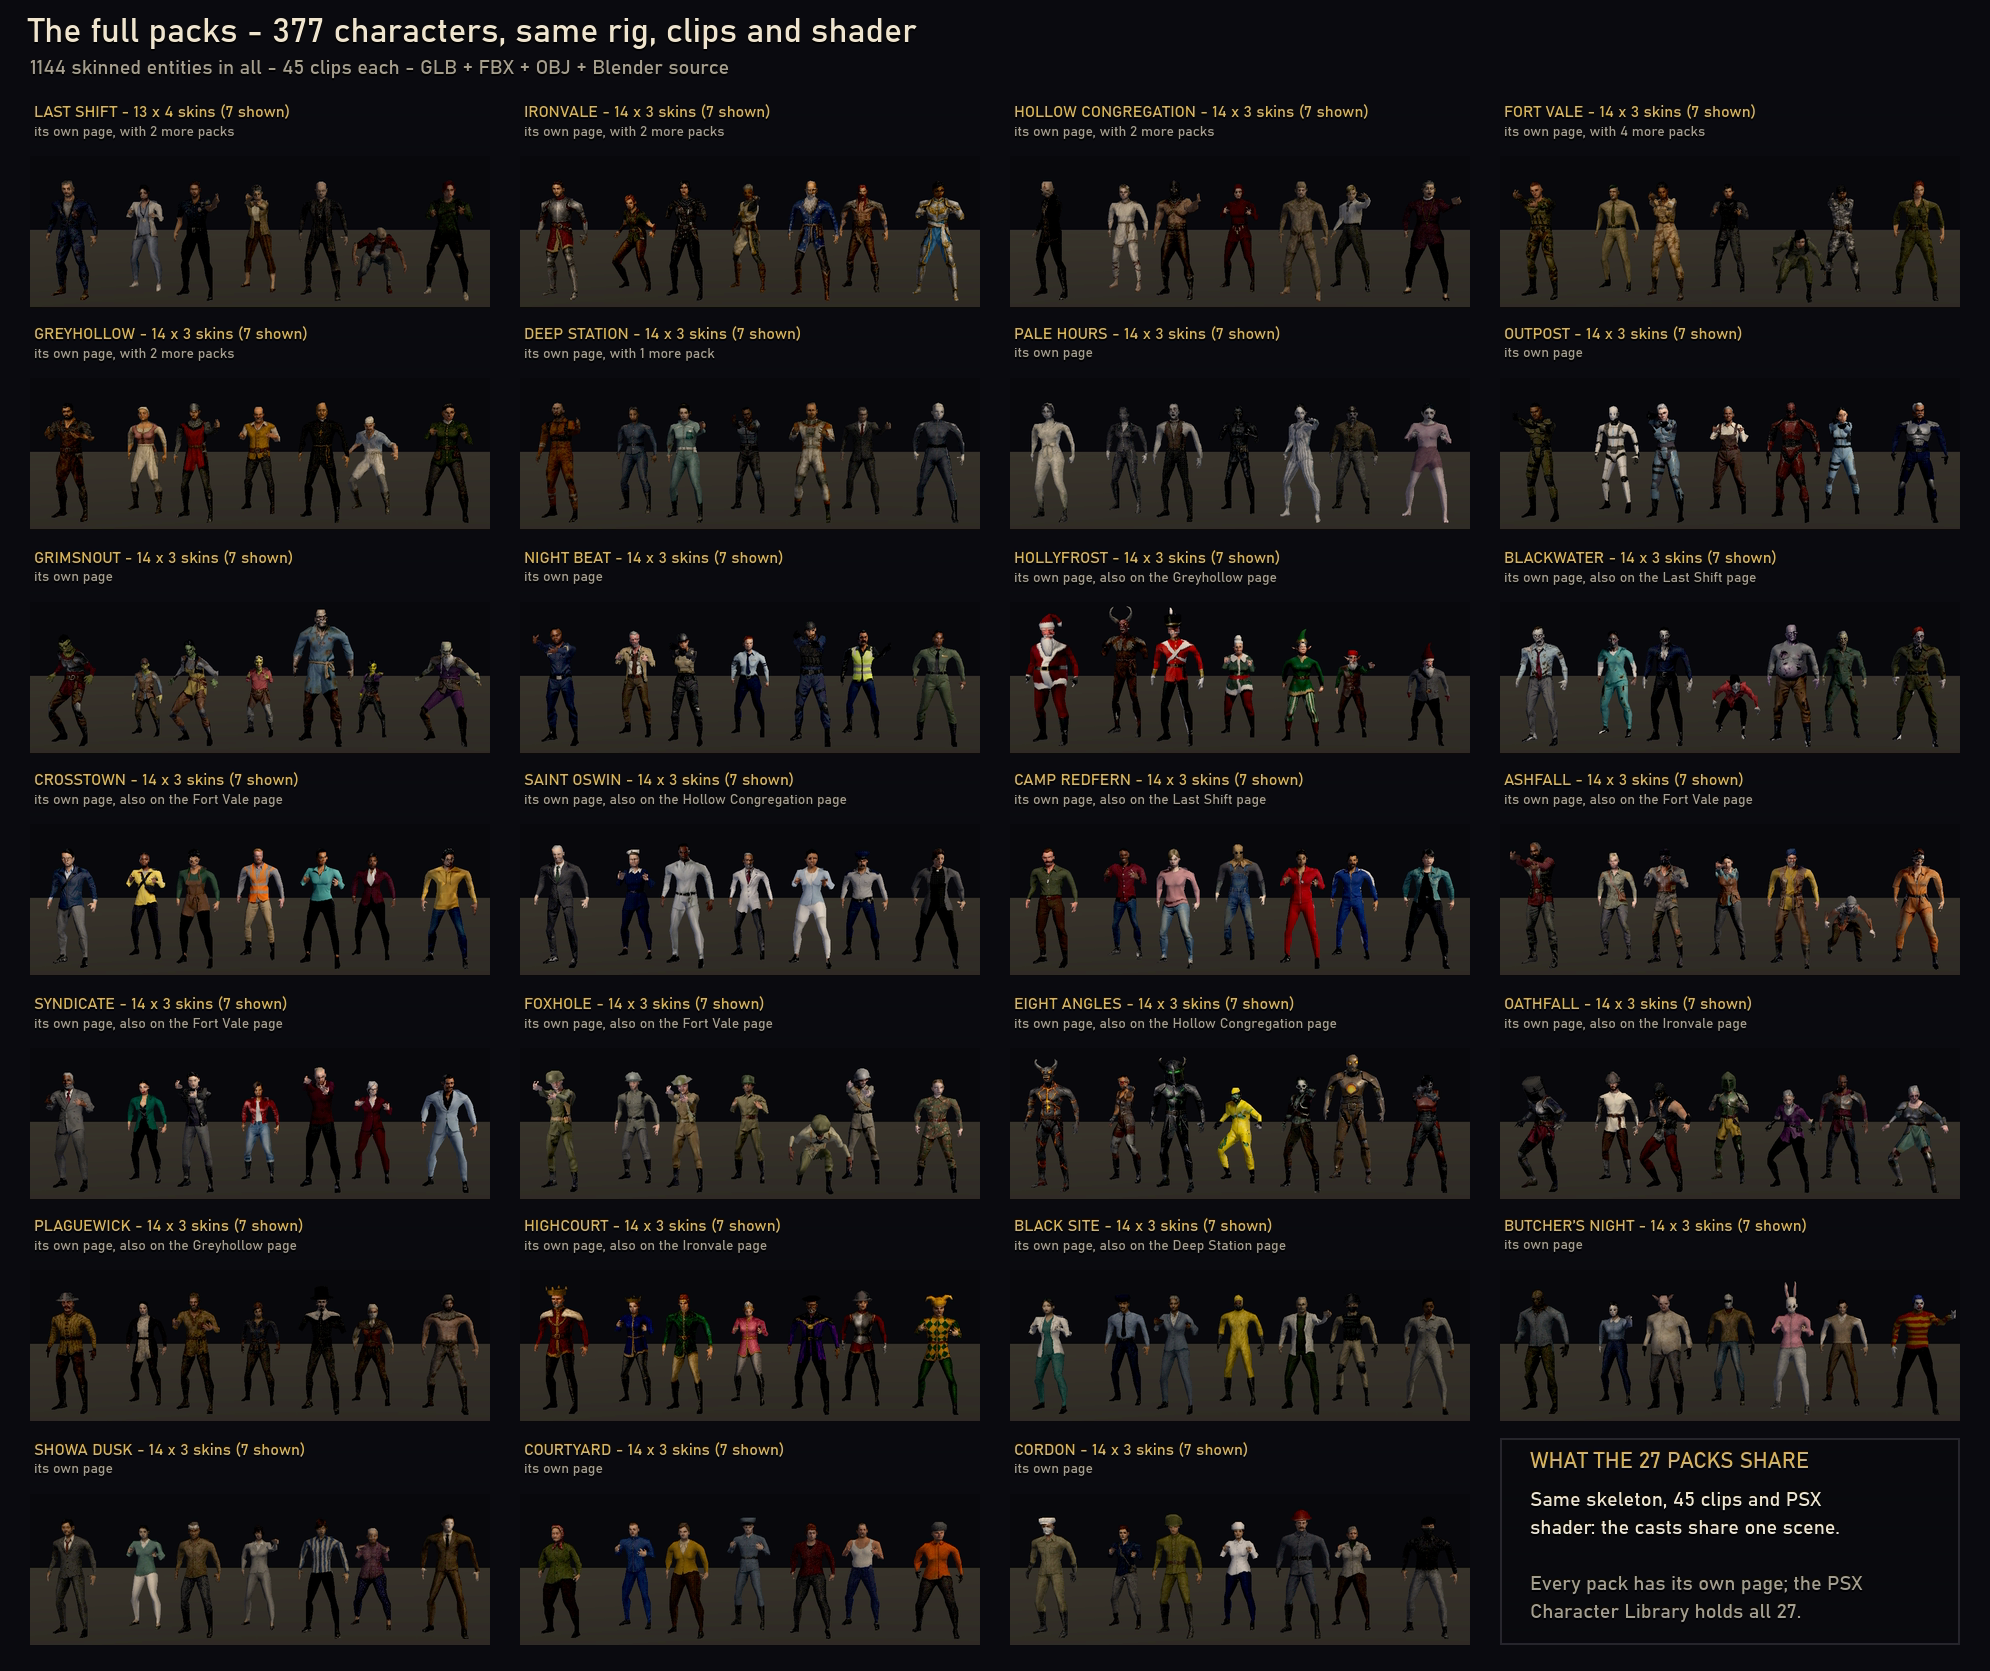 The full packs - 377 characters, same rig, clips and shader
1144 skinned entities in all - 45 clips each - GLB + FBX + OBJ + Blender source
LAST SHIFT - 13 x 4 skins (7 shown)
its own page, with 2 more packs
IRONVALE - 14 x 3 skins (7 shown)
its own page, with 2 more packs
HOLLOW CONGREGATION - 14 x 3 skins (7 shown)
its own page, with 2 more packs
FORT VALE - 14 x 3 skins (7 shown)
its own page, with 4 more packs
GREYHOLLOW - 14 x 3 skins (7 shown)
its own page, with 2 more packs
DEEP STATION - 14 x 3 skins (7 shown)
its own page, with 1 more pack
PALE HOURS - 14 x 3 skins (7 shown)
its own page
OUTPOST - 14 x 3 skins (7 shown)
its own page
GRIMSNOUT - 14 x 3 skins (7 shown)
its own page
NIGHT BEAT - 14 x 3 skins (7 shown)
its own page
HOLLYFROST - 14 x 3 skins (7 shown)
its own page, also on the Greyhollow page
BLACKWATER - 14 x 3 skins (7 shown)
its own page, also on the Last Shift page
CROSSTOWN - 14 x 3 skins (7 shown)
its own page, also on the Fort Vale page
SAINT OSWIN - 14 x 3 skins (7 shown)
its own page, also on the Hollow Congregation page
CAMP REDFERN - 14 x 3 skins (7 shown)
its own page, also on the Last Shift page
ASHFALL - 14 x 3 skins (7 shown)
its own page, also on the Fort Vale page
SYNDICATE - 14 x 3 skins (7 shown)
its own page, also on the Fort Vale page
FOXHOLE - 14 x 3 skins (7 shown)
its own page, also on the Fort Vale page
EIGHT ANGLES - 14 x 3 skins (7 shown)
its own page, also on the Hollow Congregation page
OATHFALL - 14 x 3 skins (7 shown)
its own page, also on the Ironvale page
PLAGUEWICK - 14 x 3 skins (7 shown)
its own page, also on the Greyhollow page
HIGHCOURT - 14 x 3 skins (7 shown)
its own page, also on the Ironvale page
BLACK SITE - 14 x 3 skins (7 shown)
its own page, also on the Deep Station page
BUTCHER'S NIGHT - 14 x 3 skins (7 shown)
its own page
SHOWA DUSK - 14 x 3 skins (7 shown)
its own page
COURTYARD - 14 x 3 skins (7 shown)
its own page
CORDON - 14 x 3 skins (7 shown)
its own page
WHAT THE 27 PACKS SHARE
Same skeleton, 45 clips and PSX
shader: the casts share one scene.
Every pack has its own page; the PSX
Character Library holds all 27.